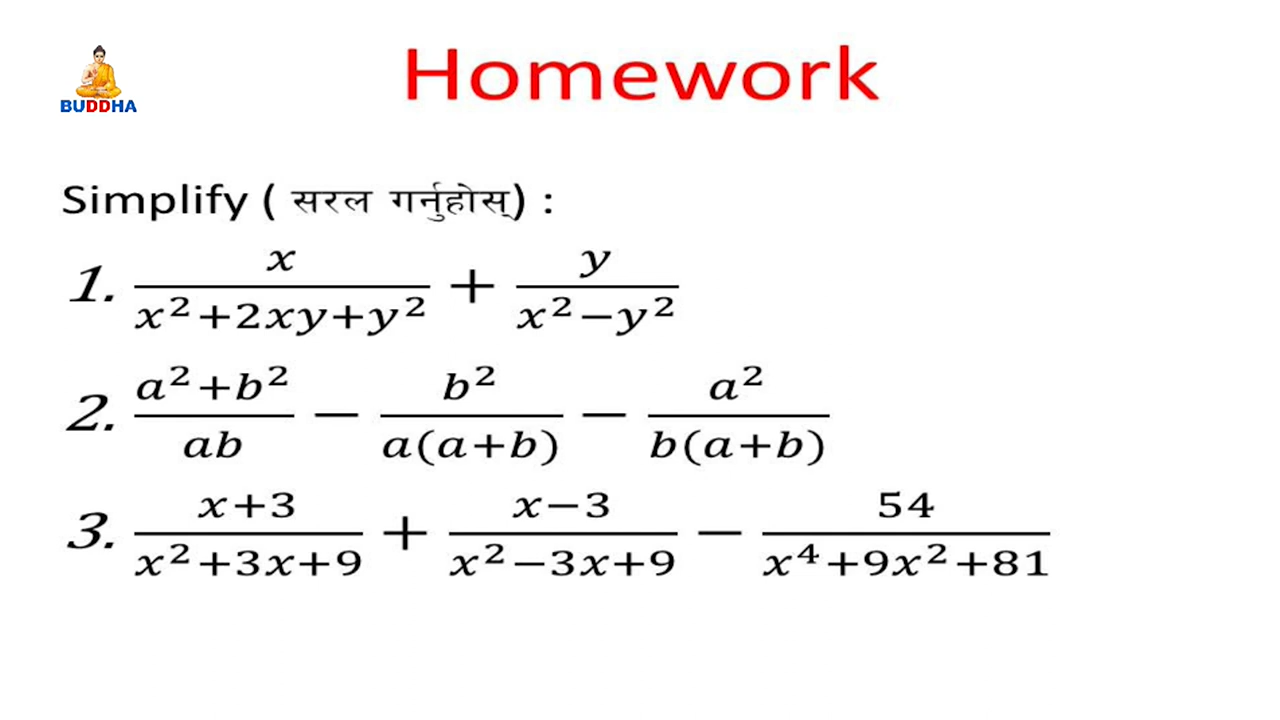 BUDDHA
Homework
Simplify ( सरल गर्नुहोस्) :
1. x/(x²+2xy+y²) + y/(x²−y²)
2. (a²+b²)/(ab) − b²/(a(a+b)) − a²/(b(a+b))
3. (x+3)/(x²+3x+9) + (x−3)/(x²−3x+9) − 54/(x⁴+9x²+81)